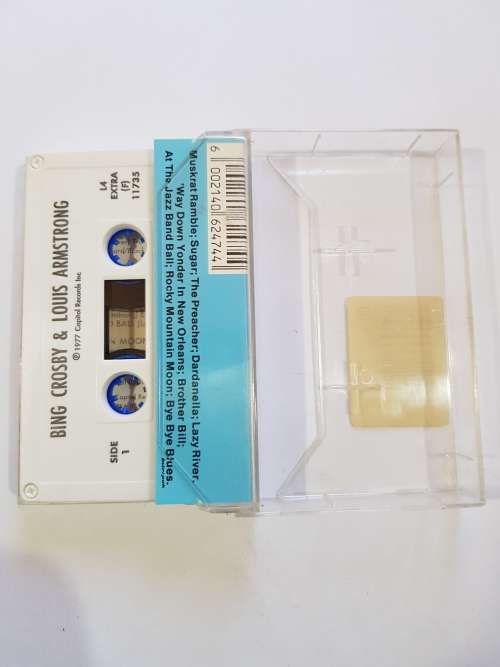 BING CROSBY & LOUIS ARMSTRONG
℗ 1977 Capitol Records Inc.
L4
EXTRA
(F)
11735
SIDE
1
6 002140 624744
Muskrat Ramble; Sugar; The Preacher; Dardanella; Lazy River.
'Way Down Yonder In New Orleans; Brother Bill;
At The Jazz Band Ball; Rocky Mountain Moon; Bye Bye Blues.